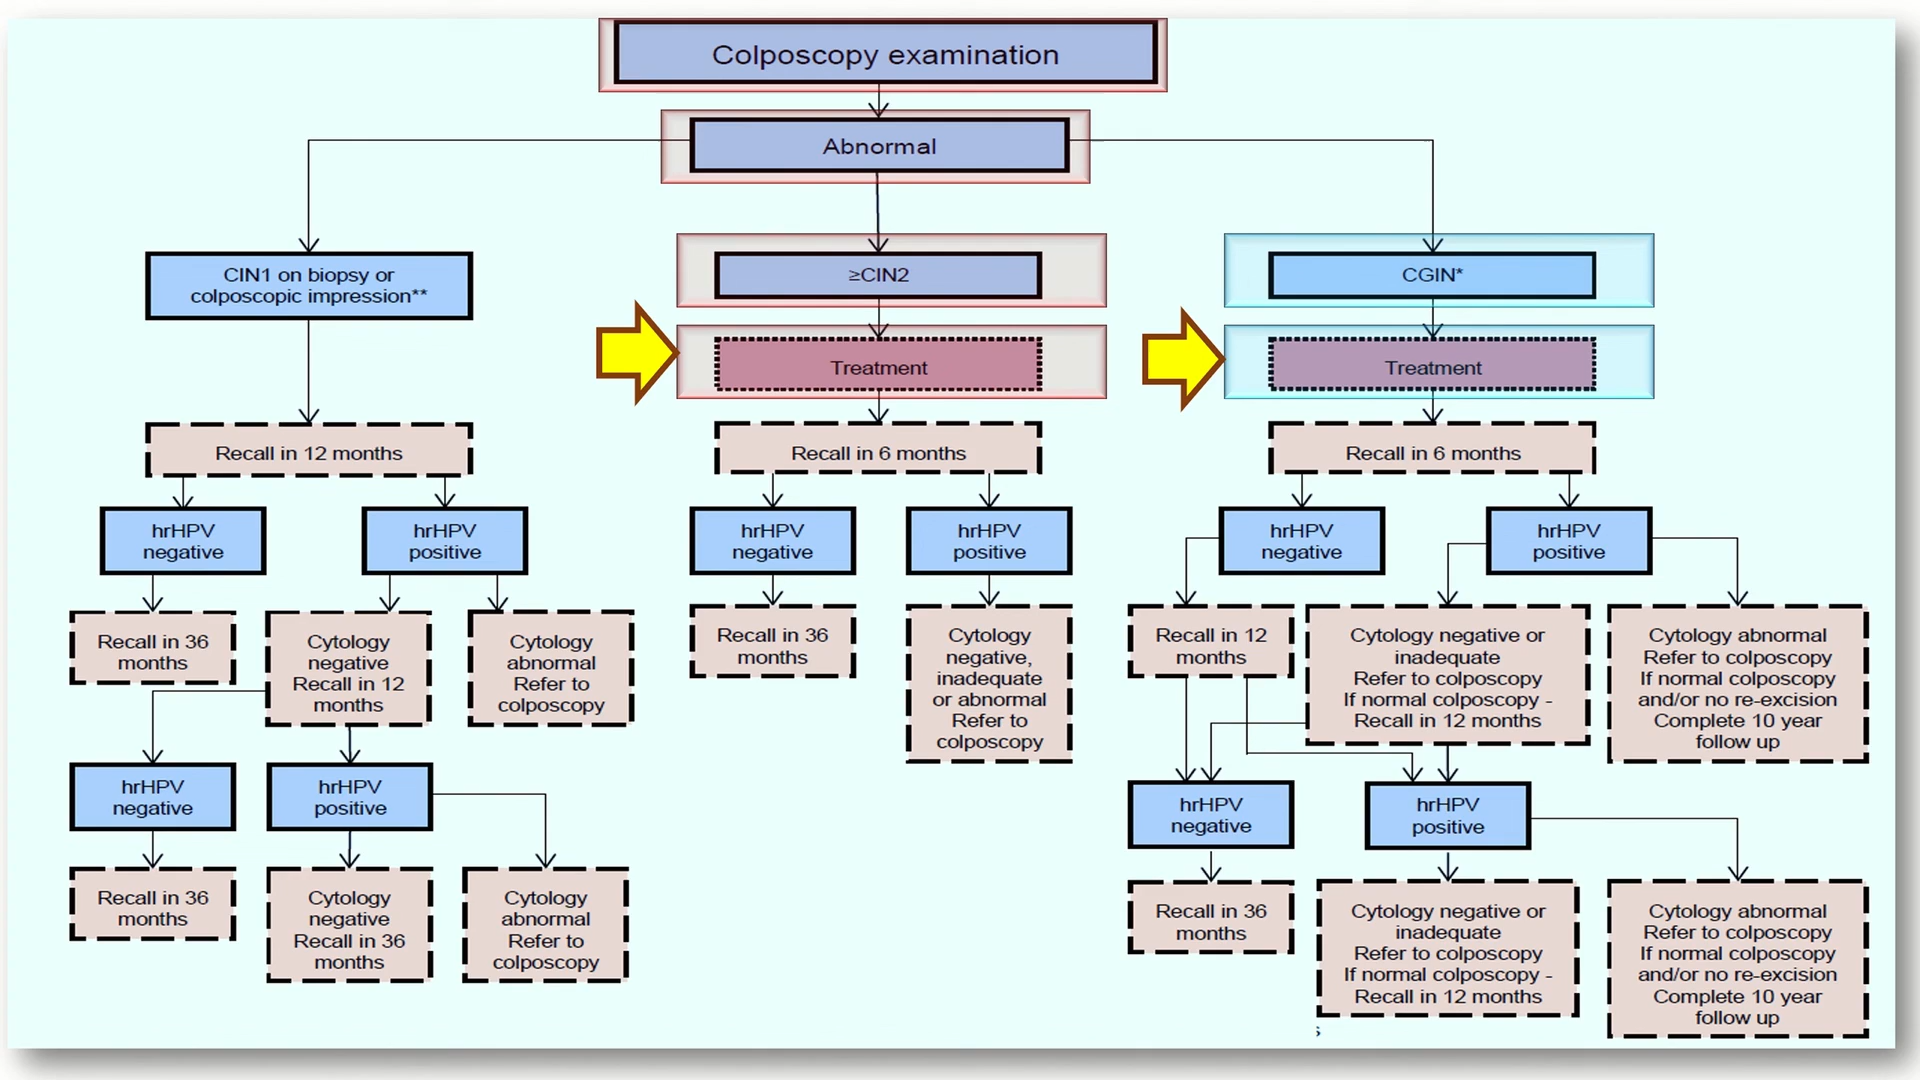 Colposcopy examination
Abnormal
CIN1 on biopsy or
colposcopic impression**
≥CIN2
CGIN*
Treatment
Treatment
Recall in 12 months
Recall in 6 months
Recall in 6 months
hrHPV
negative
hrHPV
positive
hrHPV
negative
hrHPV
positive
hrHPV
negative
hrHPV
positive
Recall in 36
months
Cytology
negative
Recall in 12
months
Cytology
abnormal
Refer to
colposcopy
Recall in 36
months
Cytology
negative,
inadequate
or abnormal
Refer to
colposcopy
Recall in 12
months
Cytology negative or
inadequate
Refer to colposcopy
If normal colposcopy -
Recall in 12 months
Cytology abnormal
Refer to colposcopy
If normal colposcopy
and/or no re-excision
Complete 10 year
follow up
hrHPV
negative
hrHPV
positive
hrHPV
negative
hrHPV
positive
Recall in 36
months
Cytology
negative
Recall in 36
months
Cytology
abnormal
Refer to
colposcopy
Recall in 36
months
Cytology negative or
inadequate
Refer to colposcopy
If normal colposcopy -
Recall in 12 months
Cytology abnormal
Refer to colposcopy
If normal colposcopy
and/or no re-excision
Complete 10 year
follow up